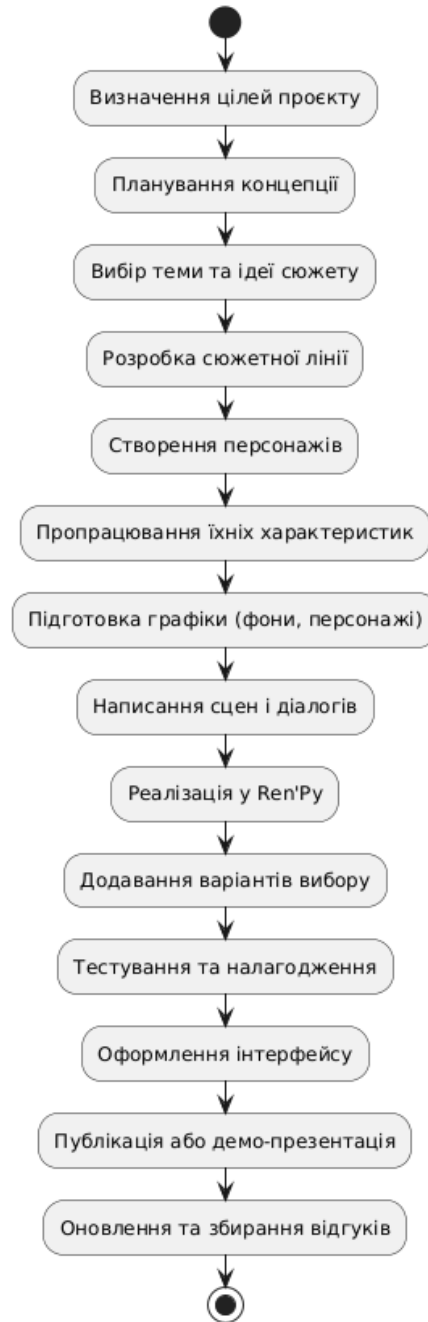 Визначення цілей проєкту
Планування концепції
Вибір теми та ідеї сюжету
Розробка сюжетної лінії
Створення персонажів
Пропрацювання їхніх характеристик
Підготовка графіки (фони, персонажі)
Написання сцен і діалогів
Реалізація у Ren'Py
Додавання варіантів вибору
Тестування та налагодження
Оформлення інтерфейсу
Публікація або демо-презентація
Оновлення та збирання відгуків